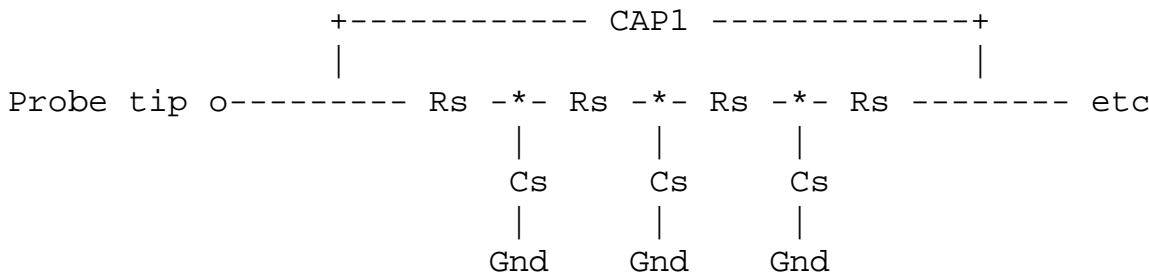 +------------ CAP1 -------------+
|                               |
Probe tip o--------- Rs -*- Rs -*- Rs -*- Rs -------- etc
|      |      |
Cs     Cs     Cs
|      |      |
Gnd    Gnd    Gnd